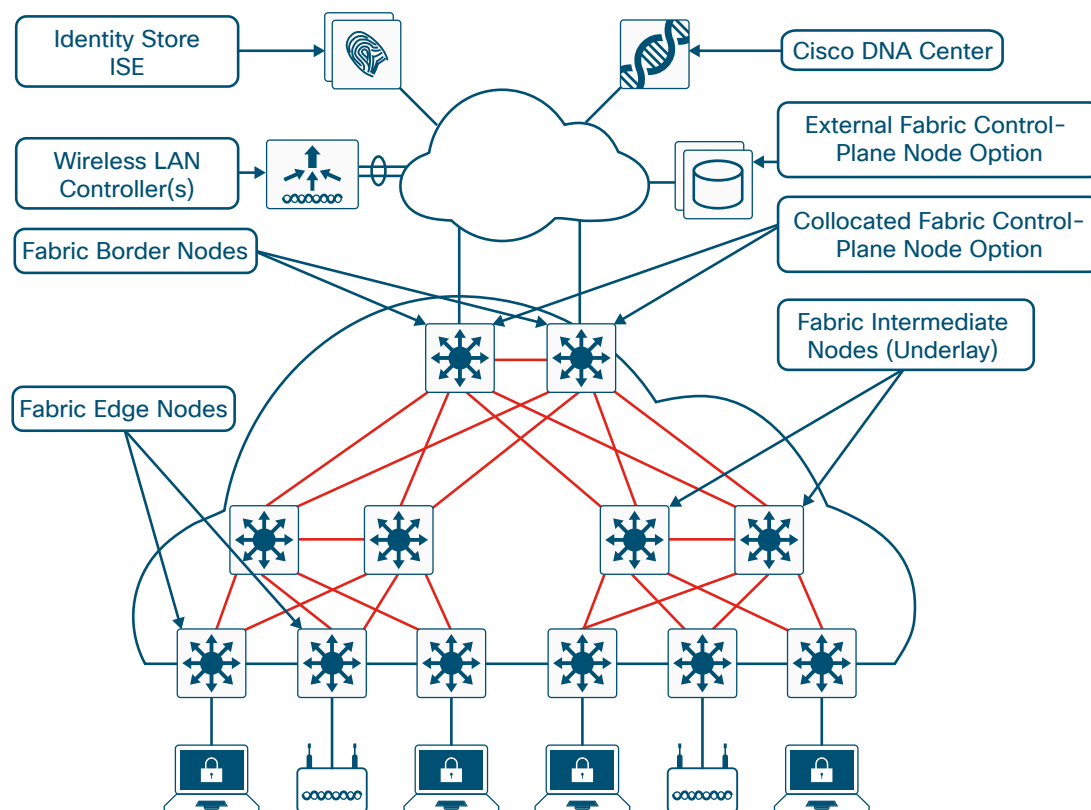 Identity Store
ISE
Cisco DNA Center
External Fabric Control-
Plane Node Option
Wireless LAN
Controller(s)
Collocated Fabric Control-
Plane Node Option
Fabric Border Nodes
Fabric Intermediate
Nodes (Underlay)
Fabric Edge Nodes